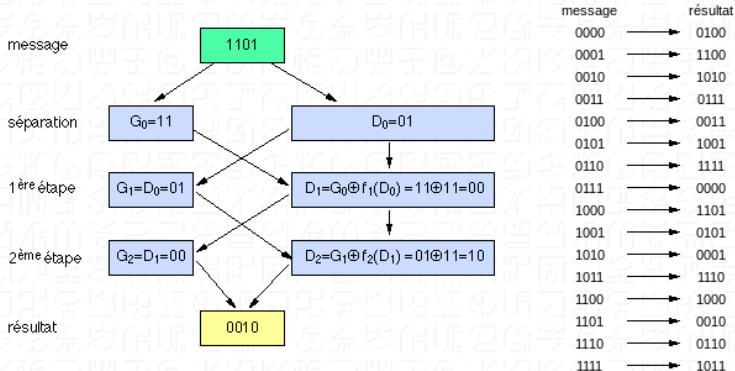 message
1101
séparation
G₀=11
D₀=01
1ère étape
G₁=D₀=01
D₁=G₀⊕f₁(D₀) =11⊕11=00
2ème étape
G₂=D₁=00
D₂=G₁⊕f₂(D₁) =01⊕11=10
résultat
0010
message résultat
0000 0100
0001 1100
0010 1010
0011 0111
0100 0011
0101 1001
0110 1111
0111 0000
1000 1101
1001 0101
1010 0001
1011 1110
1100 1000
1101 0010
1110 0110
1111 1011